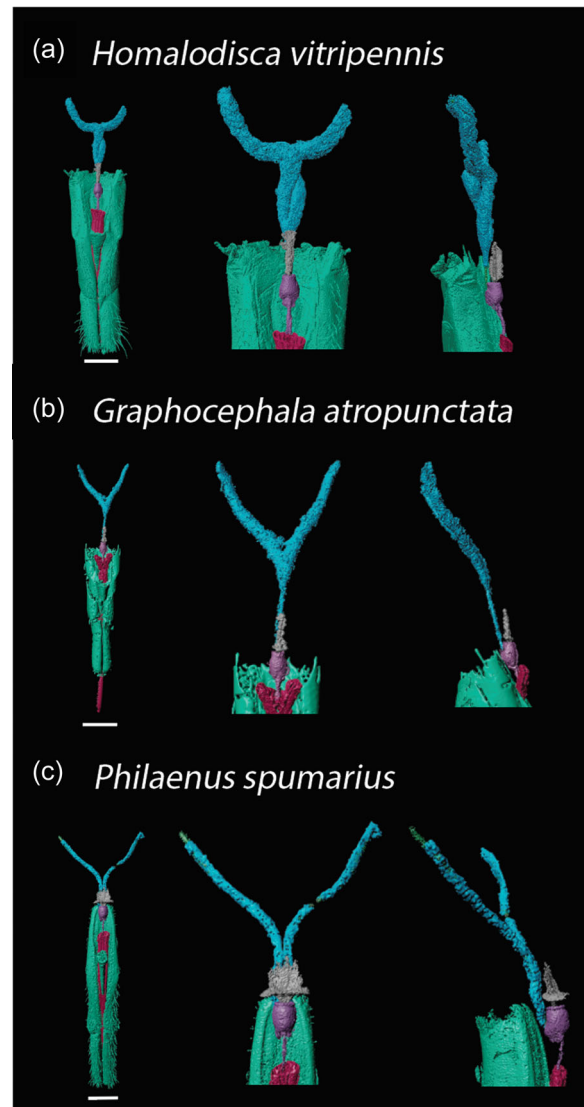 (a) Homalodisca vitripennis
(b) Graphocephala atropunctata
(c) Philaenus spumarius